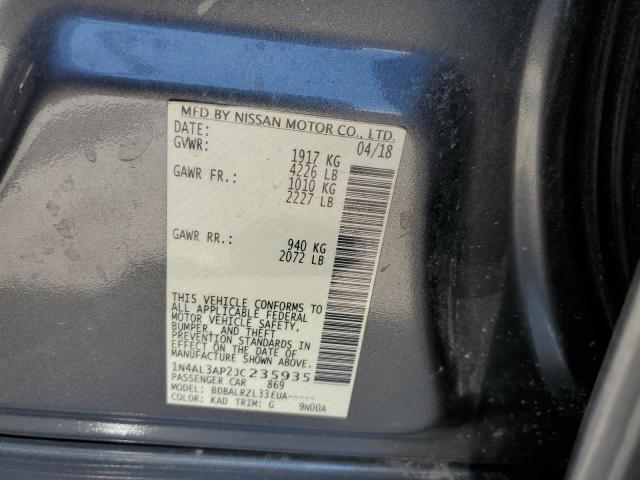 MFD BY NISSAN MOTOR CO., LTD.
DATE: 04/18
GVWR: 1917 KG
4226 LB
GAWR FR.: 1010 KG
2227 LB
GAWR RR.: 940 KG
2072 LB
THIS VEHICLE CONFORMS TO
ALL APPLICABLE FEDERAL
MOTOR VEHICLE SAFETY,
BUMPER, AND THEFT
PREVENTION STANDARDS IN
EFFECT ON THE DATE OF
MANUFACTURE SHOWN ABOVE.
1N4AL3AP2JC235935
PASSENGER CAR 869
MODEL: BDBALRZL33EUA-----
COLOR: KAD TRIM: G 9N00A